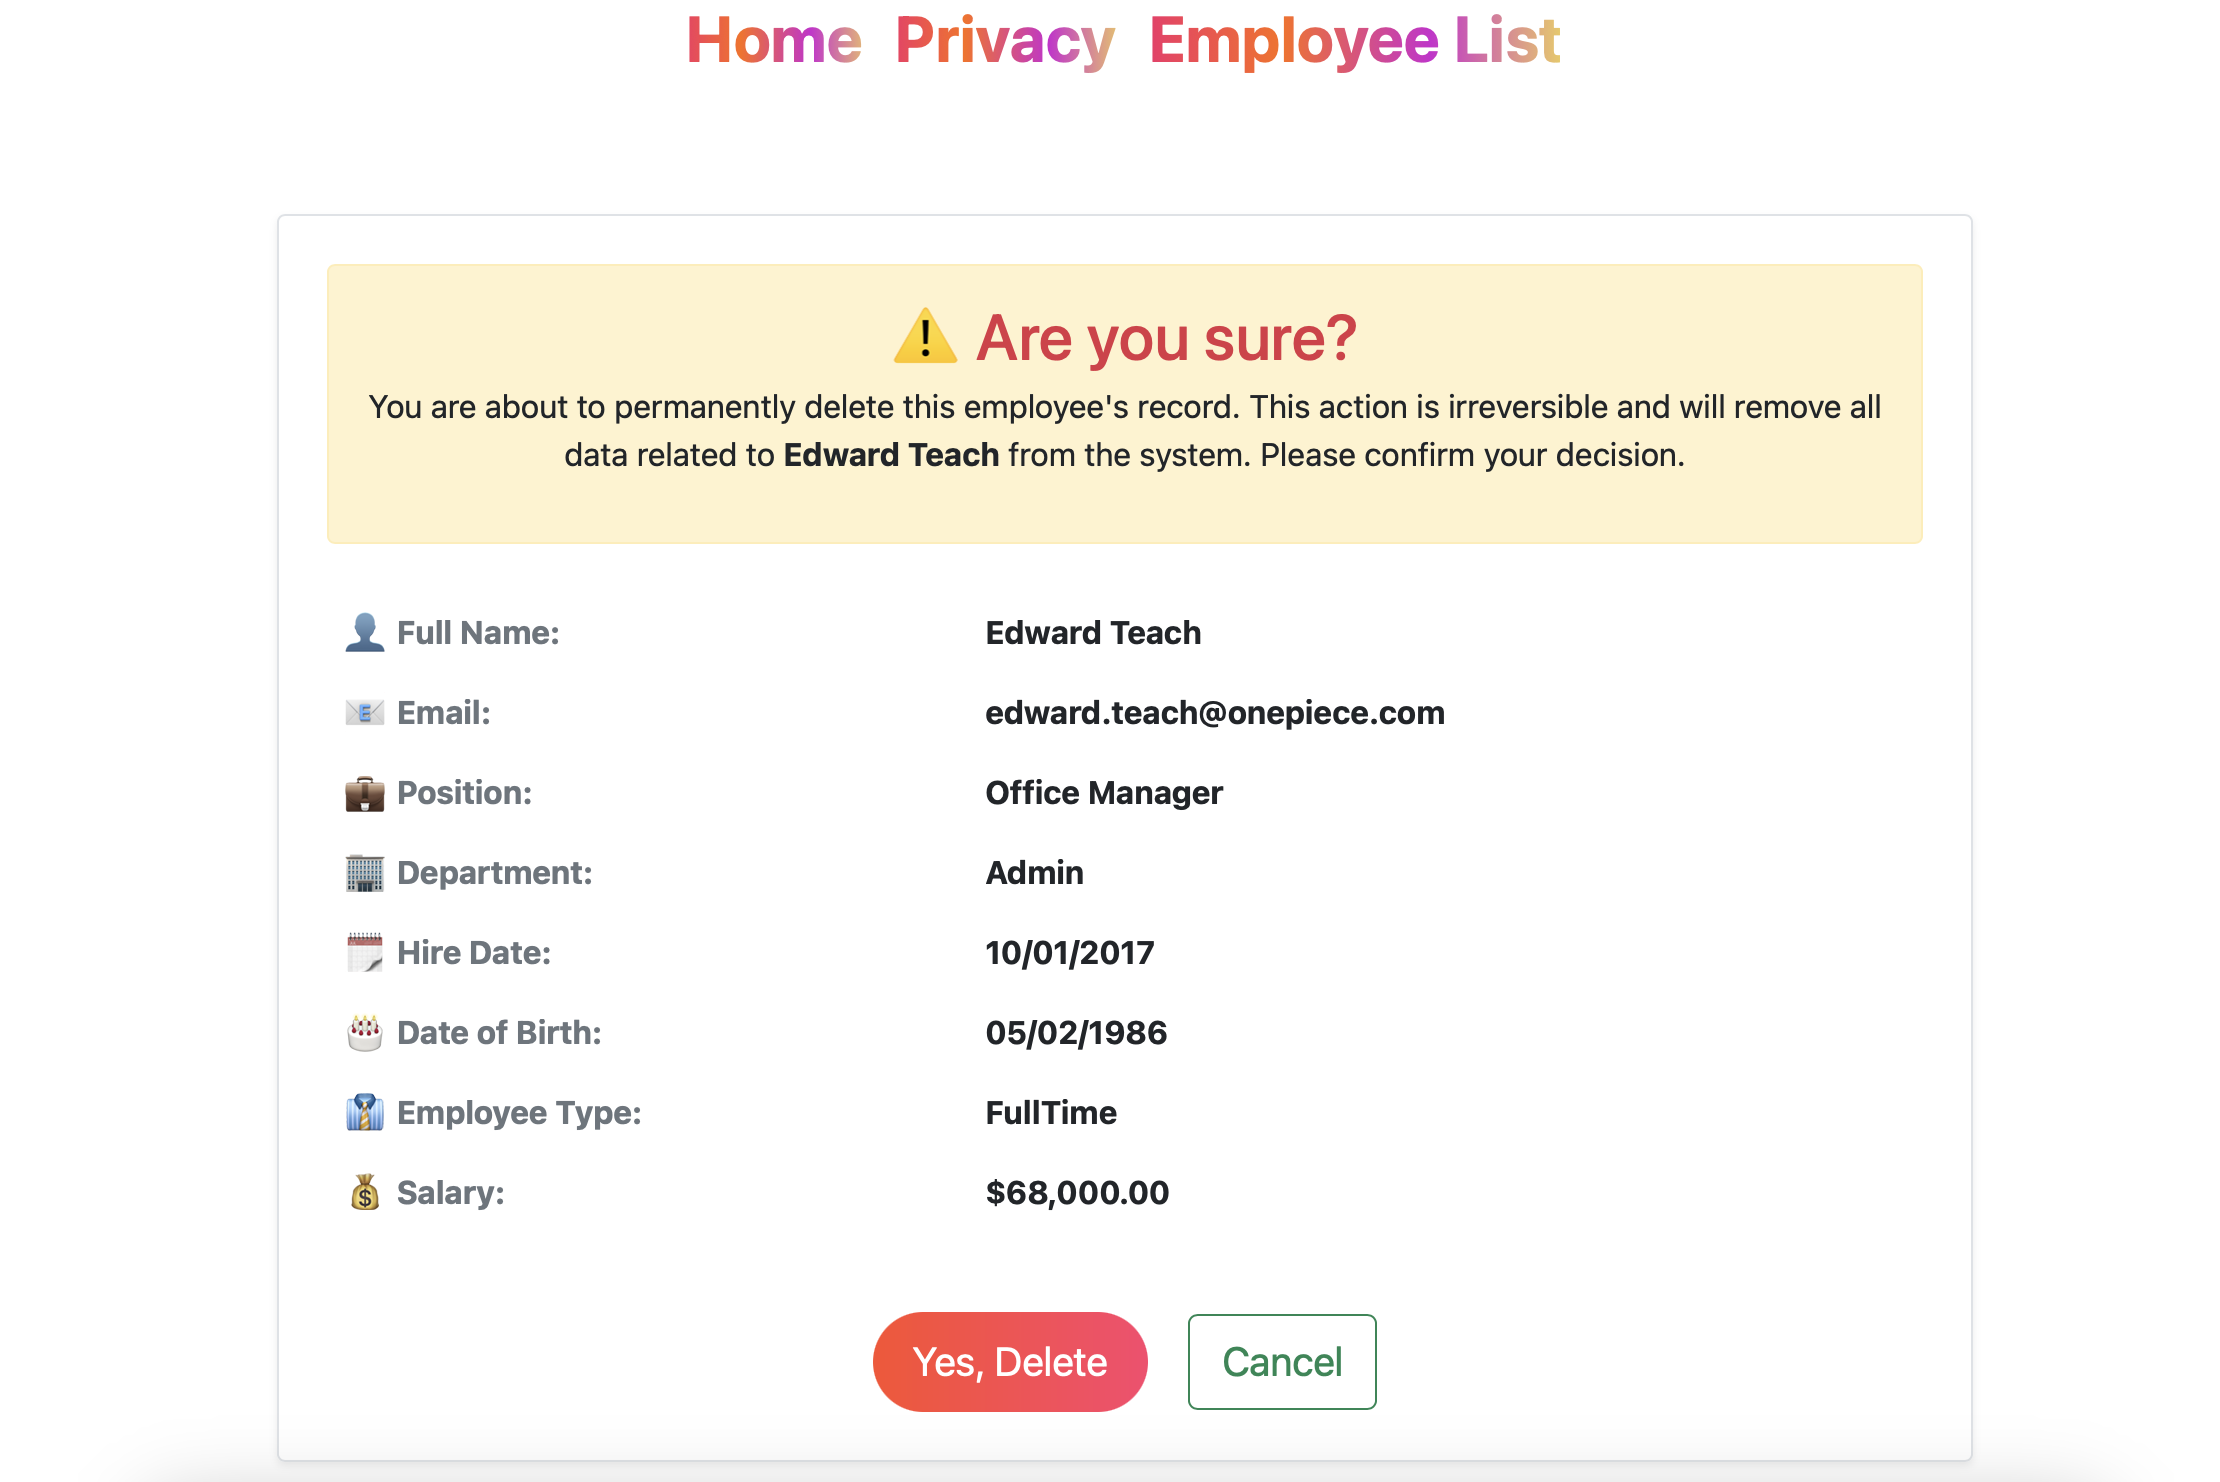 Home Privacy Employee List
⚠️ Are you sure?
You are about to permanently delete this employee's record. This action is irreversible and will remove all
data related to Edward Teach from the system. Please confirm your decision.
Full Name: Edward Teach
Email: edward.teach@onepiece.com
Position: Office Manager
Department: Admin
Hire Date: 10/01/2017
Date of Birth: 05/02/1986
Employee Type: FullTime
Salary: $68,000.00
Yes, Delete Cancel